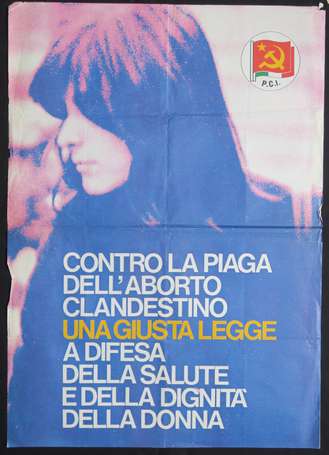 P.C.I.
CONTRO LA PIAGA
DELL'ABORTO
CLANDESTINO
UNA GIUSTA LEGGE
A DIFESA
DELLA SALUTE
E DELLA DIGNITÀ
DELLA DONNA